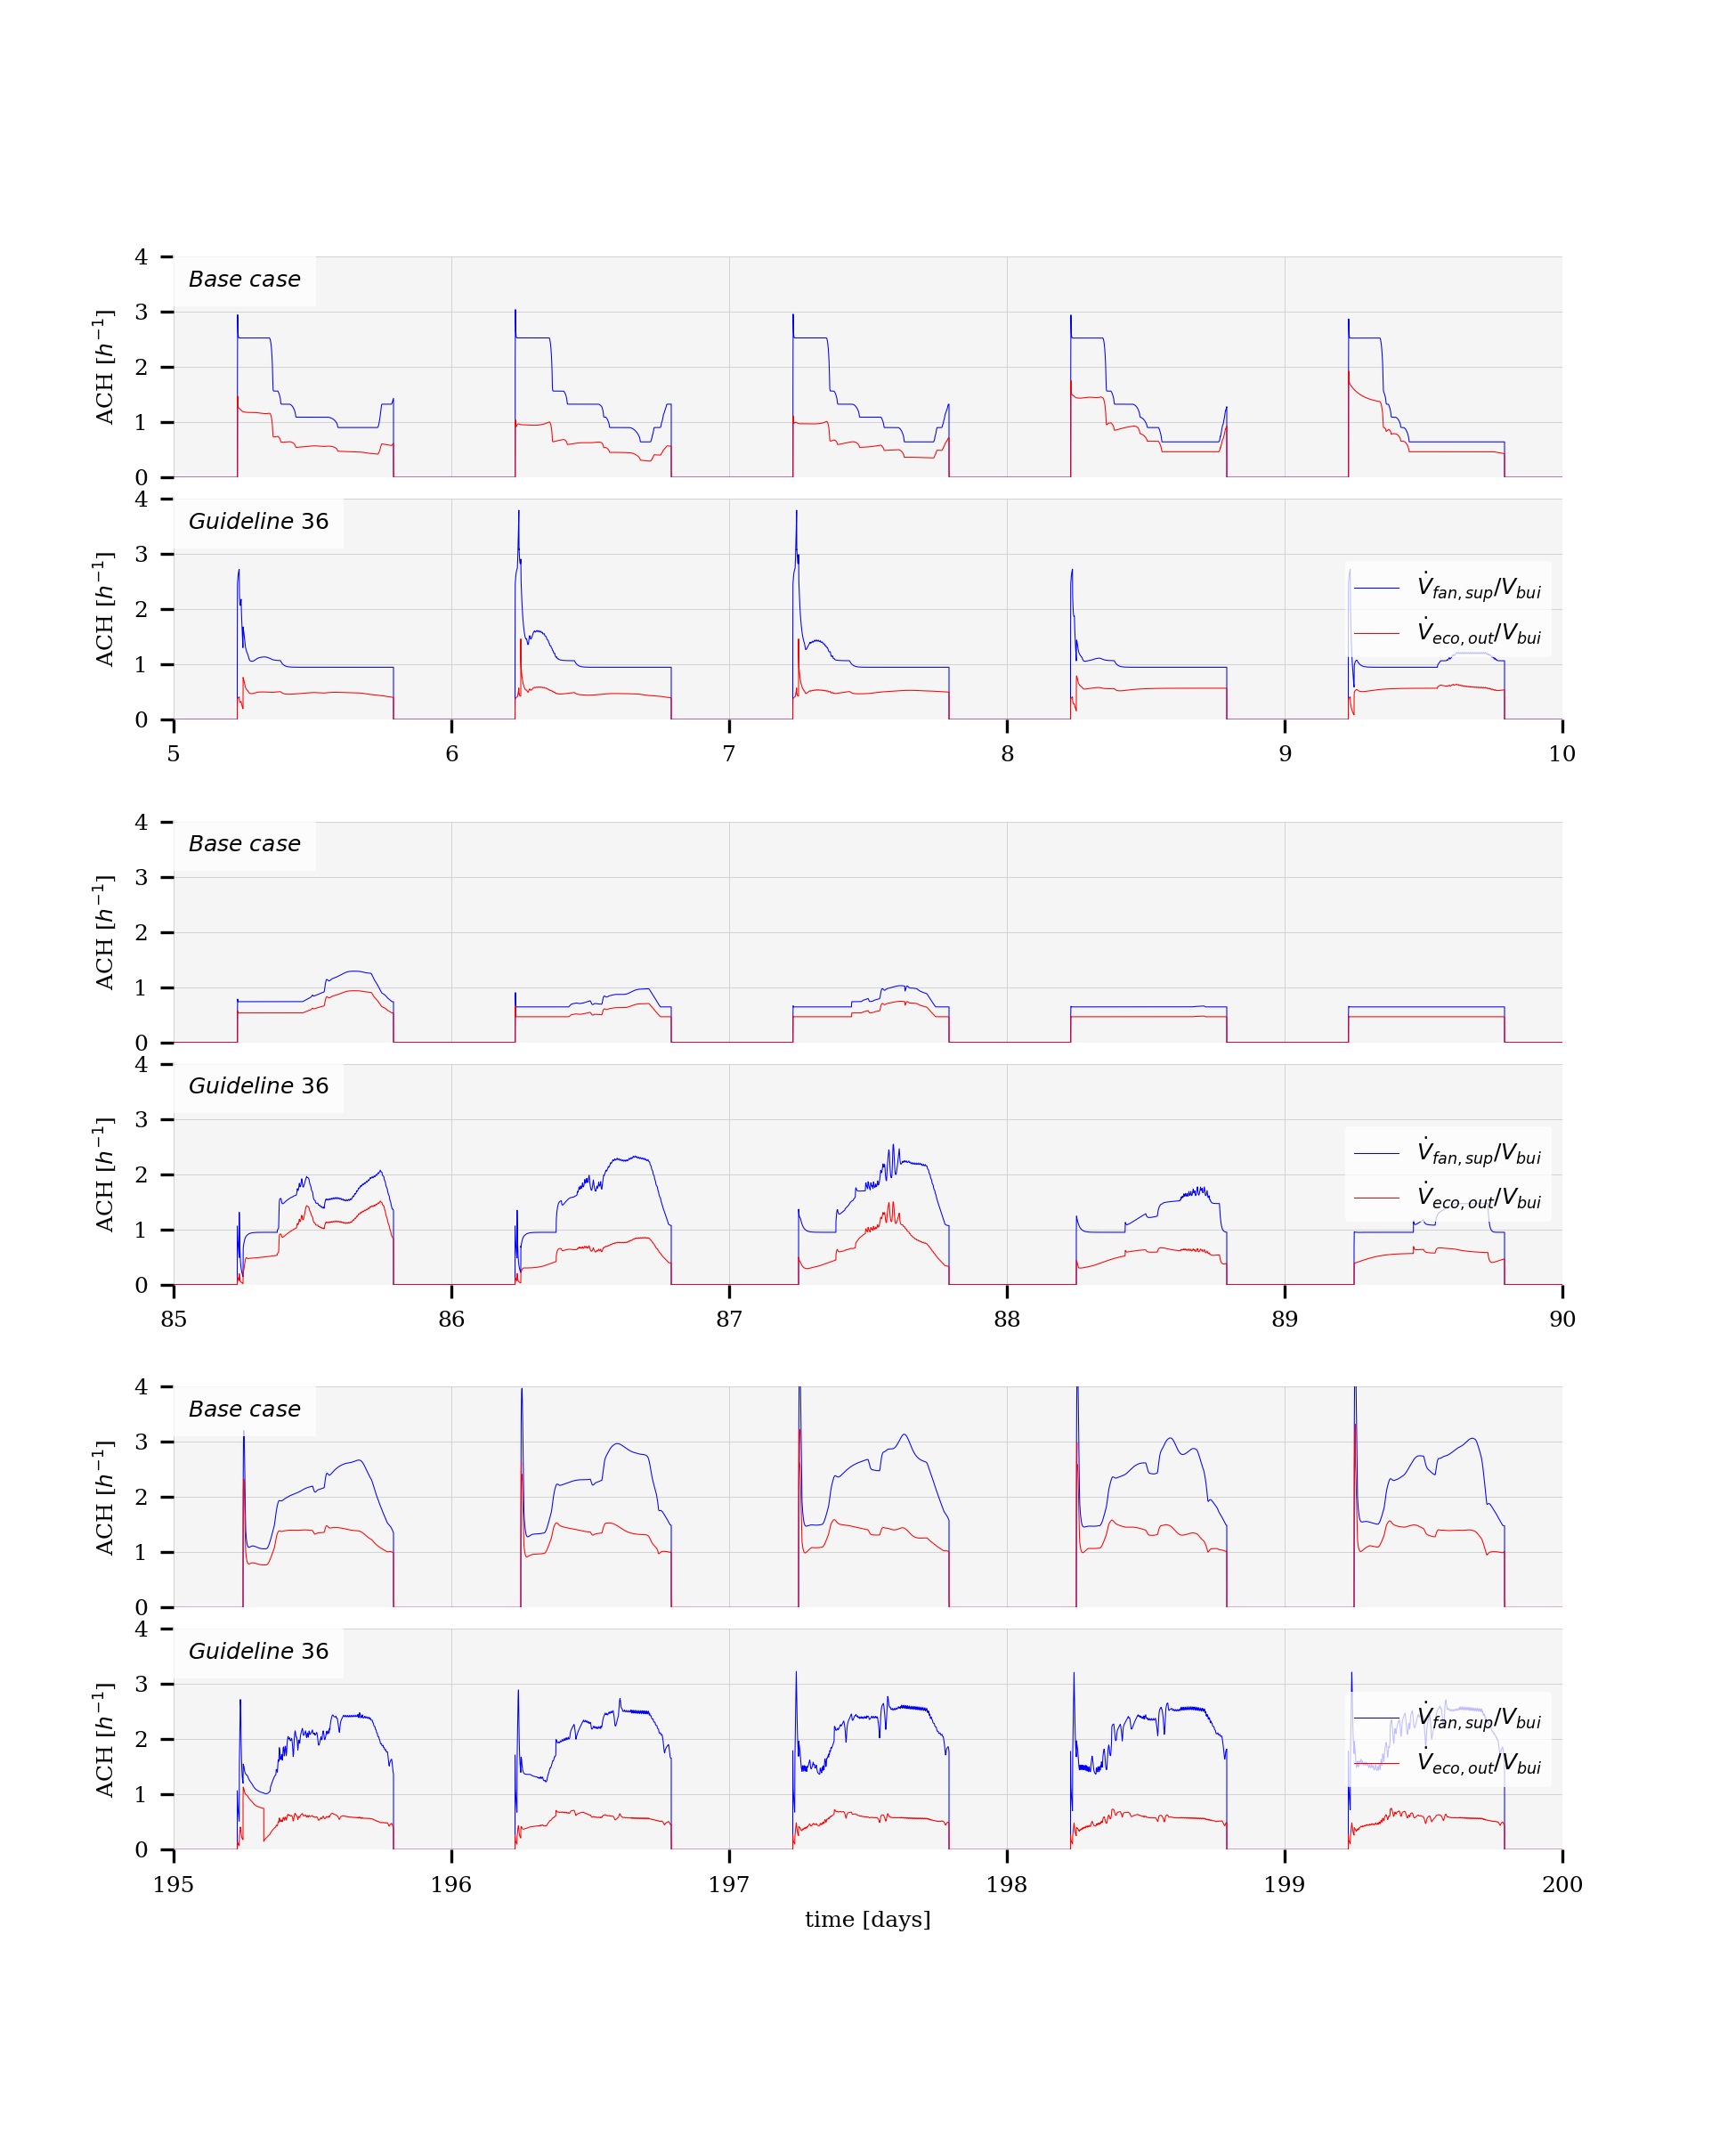 4
Base case
3
2
1
0
ACH [h⁻¹]
4
Guideline 36
3
2
1
0
ACH [h⁻¹]
V̇fan,sup/Vbui
V̇eco,out/Vbui
5 6 7 8 9 10
4
Base case
3
2
1
0
ACH [h⁻¹]
4
Guideline 36
3
2
1
0
ACH [h⁻¹]
V̇fan,sup/Vbui
V̇eco,out/Vbui
85 86 87 88 89 90
4
Base case
3
2
1
0
ACH [h⁻¹]
4
Guideline 36
3
2
1
0
ACH [h⁻¹]
V̇fan,sup/Vbui
V̇eco,out/Vbui
195 196 197 198 199 200
time [days]